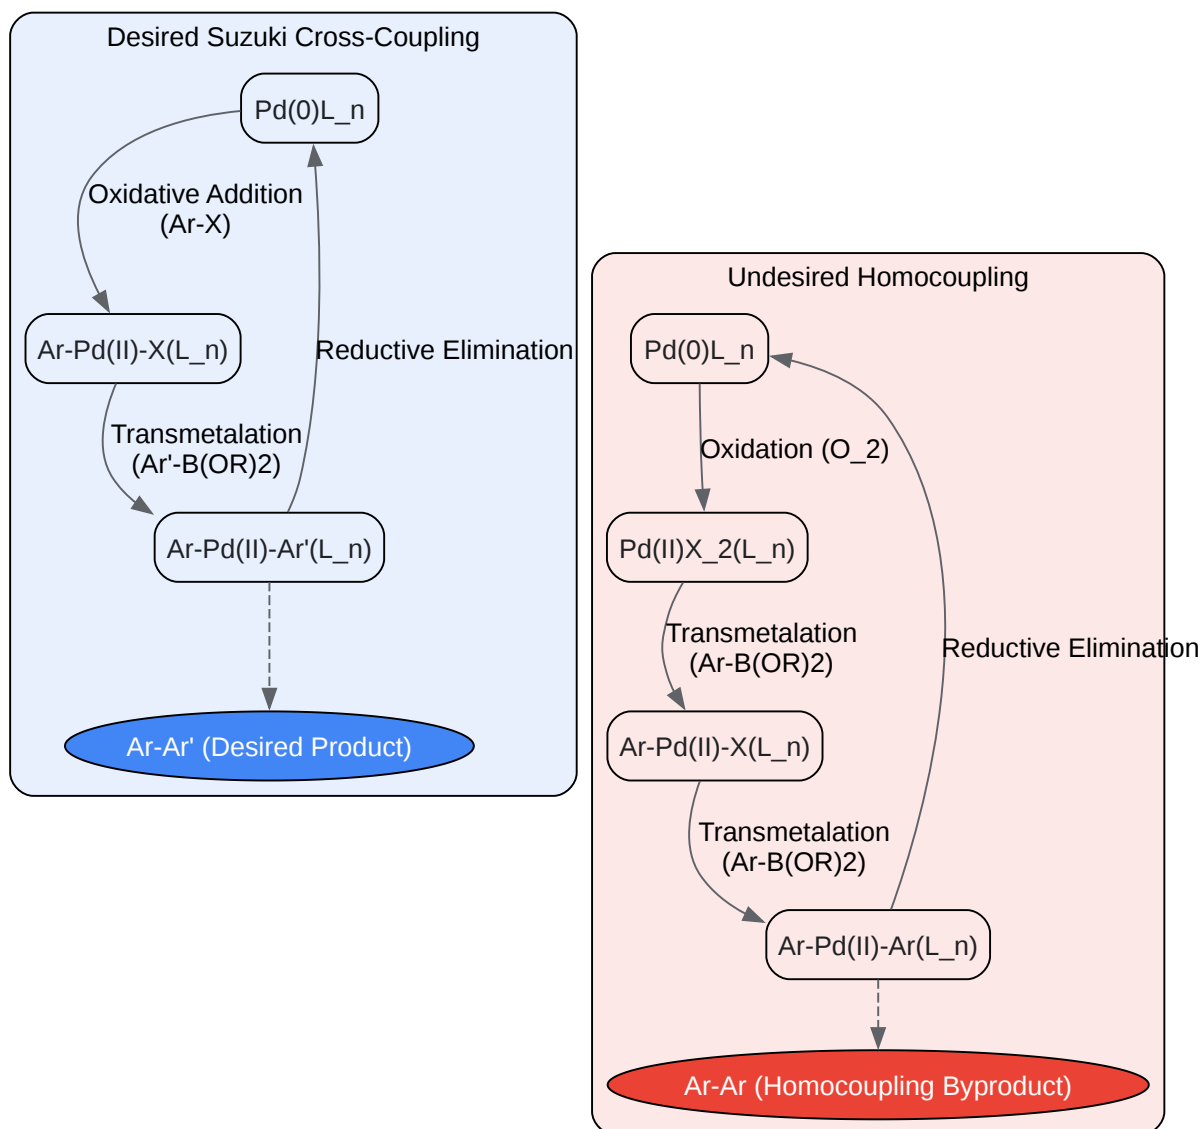 Desired Suzuki Cross-Coupling
Pd(0)L_n
Oxidative Addition
(Ar-X)
Ar-Pd(II)-X(L_n)
Reductive Elimination
Transmetalation
(Ar'-B(OR)2)
Ar-Pd(II)-Ar'(L_n)
Ar-Ar' (Desired Product)
Undesired Homocoupling
Pd(0)L_n
Oxidation (O_2)
Pd(II)X_2(L_n)
Transmetalation
(Ar-B(OR)2)
Reductive Elimination
Ar-Pd(II)-X(L_n)
Transmetalation
(Ar-B(OR)2)
Ar-Pd(II)-Ar(L_n)
Ar-Ar (Homocoupling Byproduct)